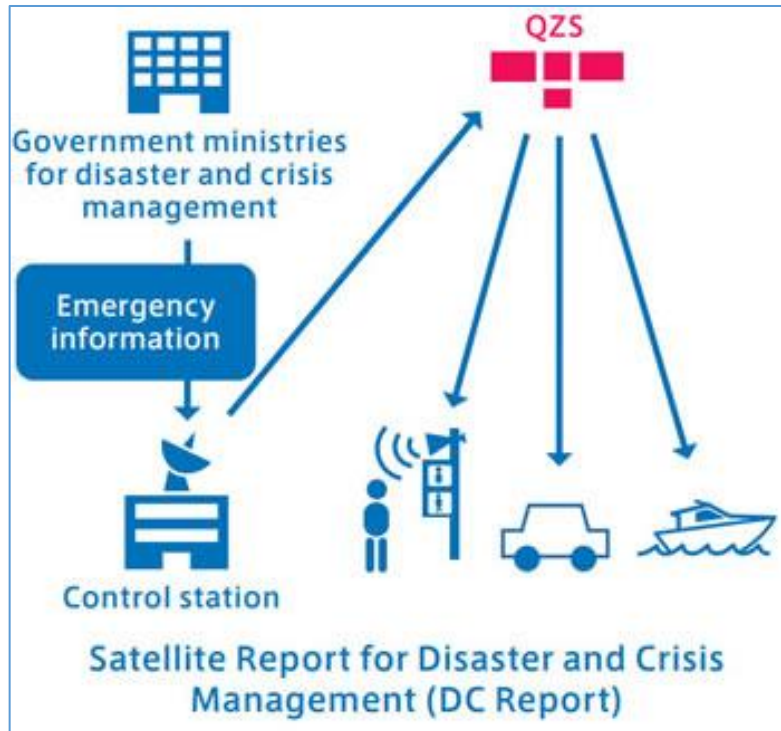 QZS
Government ministries
for disaster and crisis
management
Emergency
information
Control station
Satellite Report for Disaster and Crisis
Management (DC Report)